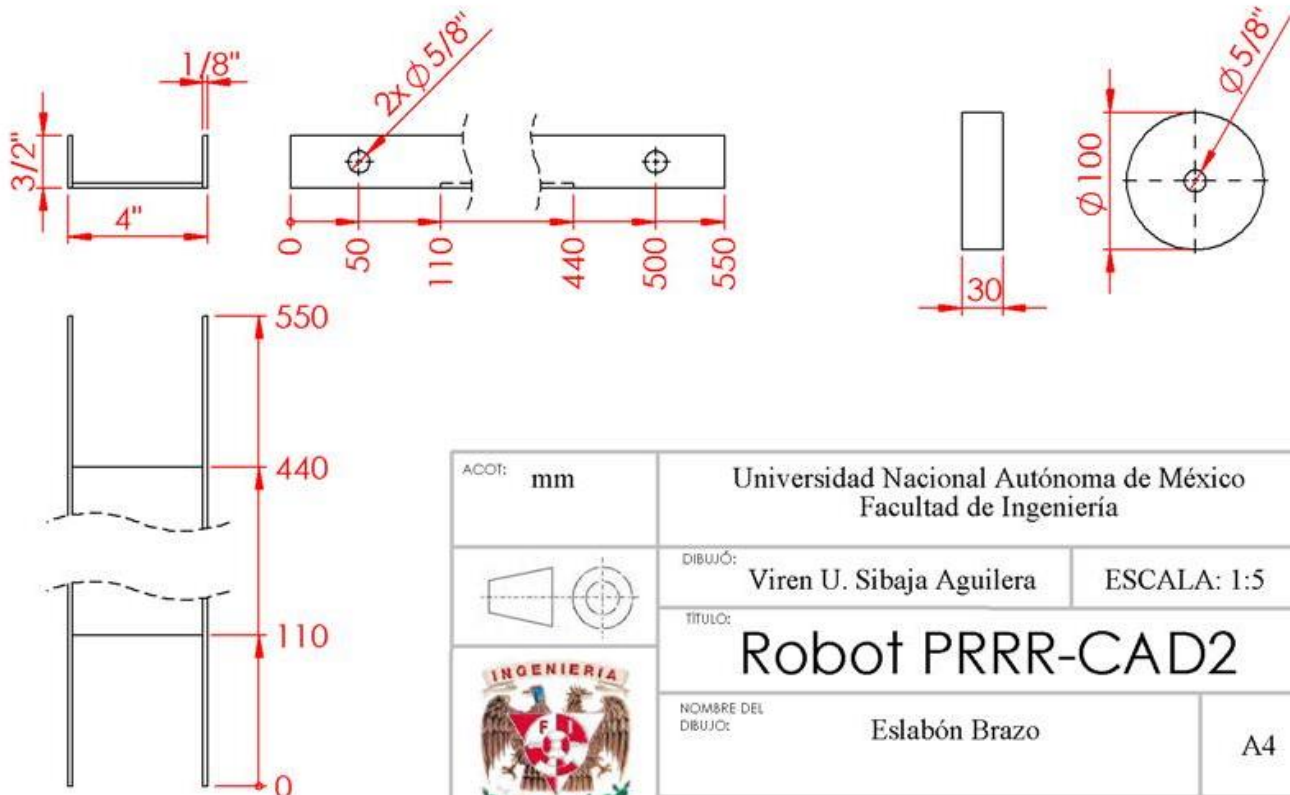 1/8"
3/2"
4"
2x Ø 5/8"
0
50
110
440
500
550
30
Ø 100
Ø 5/8"
550
440
110
0
ACOT: mm
Universidad Nacional Autónoma de México
Facultad de Ingeniería
DIBUJÓ: Viren U. Sibaja Aguilera
ESCALA: 1:5
TÍTULO:
Robot PRRR-CAD2
INGENIERIA
F I
NOMBRE DEL
DIBUJO: Eslabón Brazo
A4